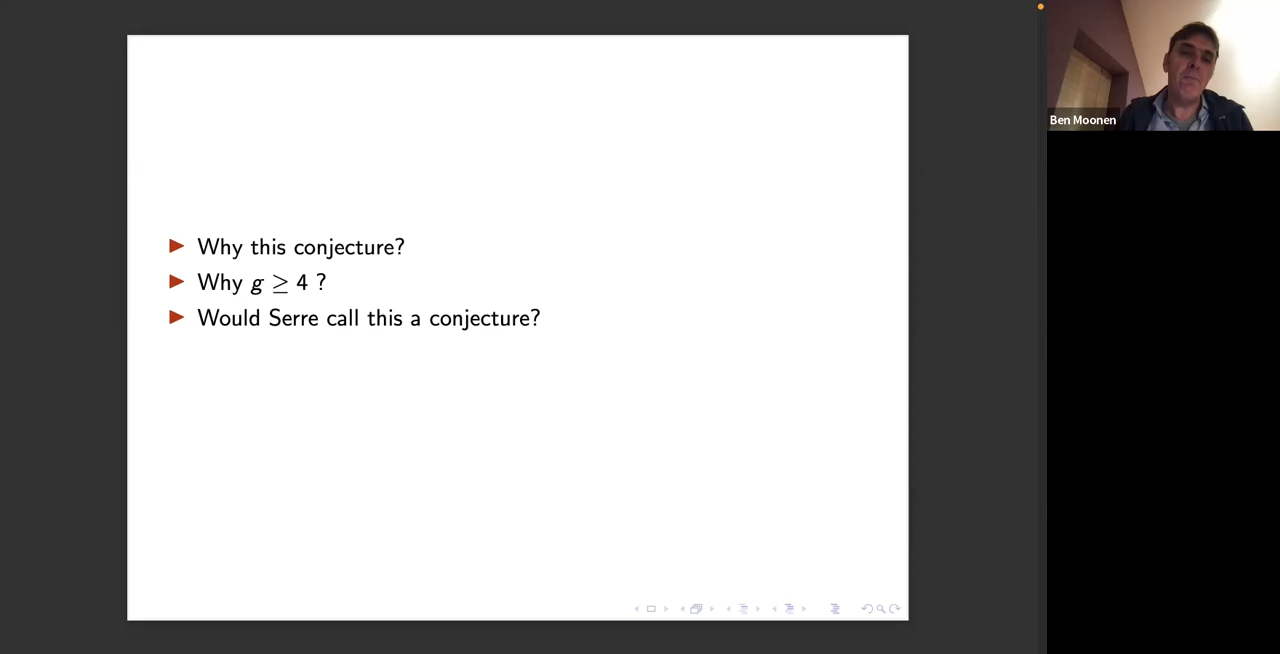 Why this conjecture?
Why g ≥ 4 ?
Would Serre call this a conjecture?
Ben Moonen